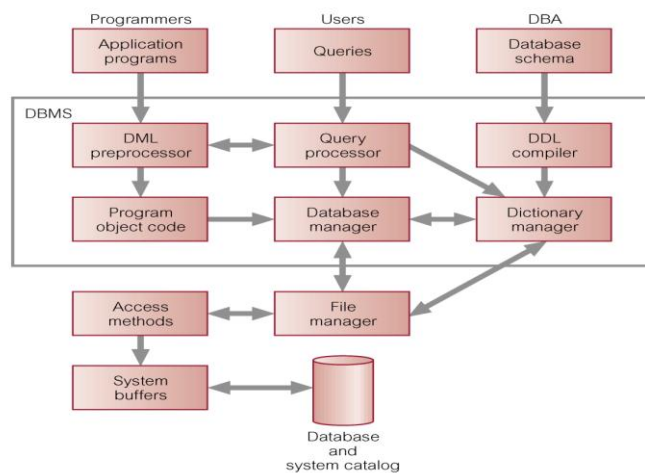 Programmers
Users
DBA
Application
programs
Queries
Database
schema
DBMS
DML
preprocessor
Query
processor
DDL
compiler
Program
object code
Database
manager
Dictionary
manager
Access
methods
File
manager
System
buffers
Database
and
system catalog